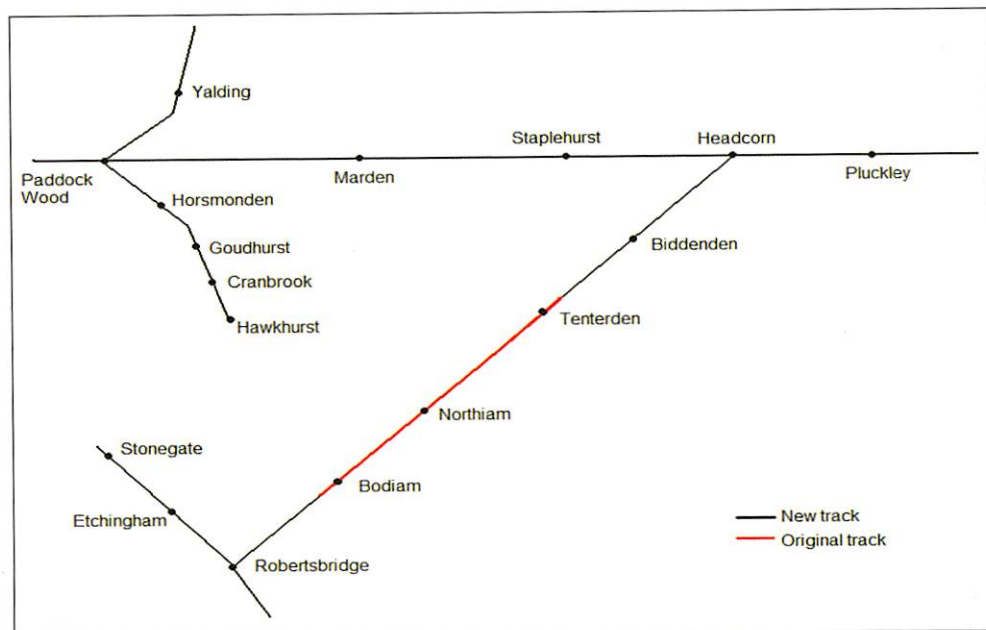 Yalding
Staplehurst
Headcorn
Paddock
Wood
Marden
Pluckley
Horsmonden
Goudhurst
Cranbrook
Hawkhurst
Biddenden
Tenterden
Northiam
Stonegate
Bodiam
Etchingham
Robertsbridge
New track
Original track